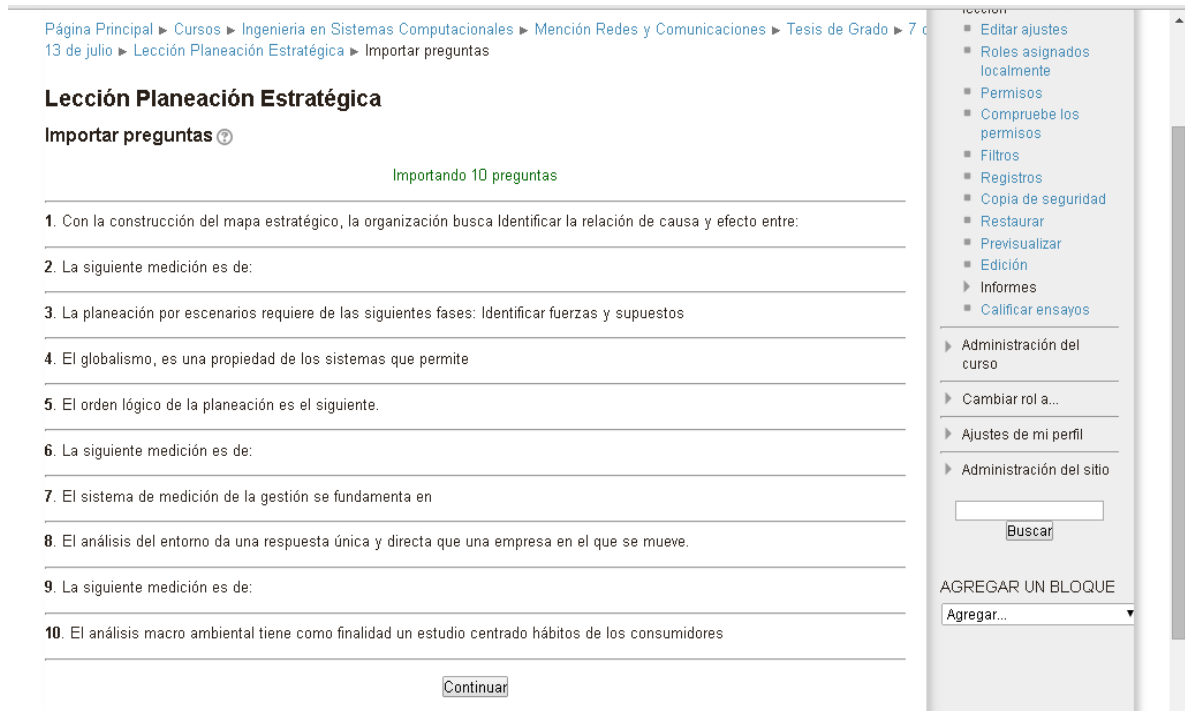 Página Principal ► Cursos ► Ingenieria en Sistemas Computacionales ► Mención Redes y Comunicaciones ► Tesis de Grado ► 7
13 de julio ► Lección Planeación Estratégica ► Importar preguntas
Lección Planeación Estratégica
Importar preguntas
Importando 10 preguntas
1. Con la construcción del mapa estratégico, la organización busca Identificar la relación de causa y efecto entre:
2. La siguiente medición es de:
3. La planeación por escenarios requiere de las siguientes fases: Identificar fuerzas y supuestos
4. El globalismo, es una propiedad de los sistemas que permite
5. El orden lógico de la planeación es el siguiente.
6. La siguiente medición es de:
7. El sistema de medición de la gestión se fundamenta en
8. El análisis del entorno da una respuesta única y directa que una empresa en el que se mueve.
9. La siguiente medición es de:
10. El análisis macro ambiental tiene como finalidad un estudio centrado hábitos de los consumidores
Continuar
lección
Editar ajustes
Roles asignados
localmente
Permisos
Compruebe los
permisos
Filtros
Registros
Copia de seguridad
Restaurar
Previsualizar
Edición
Informes
Calificar ensayos
Administración del
curso
Cambiar rol a...
Ajustes de mi perfil
Administración del sitio
Buscar
AGREGAR UN BLOQUE
Agregar...